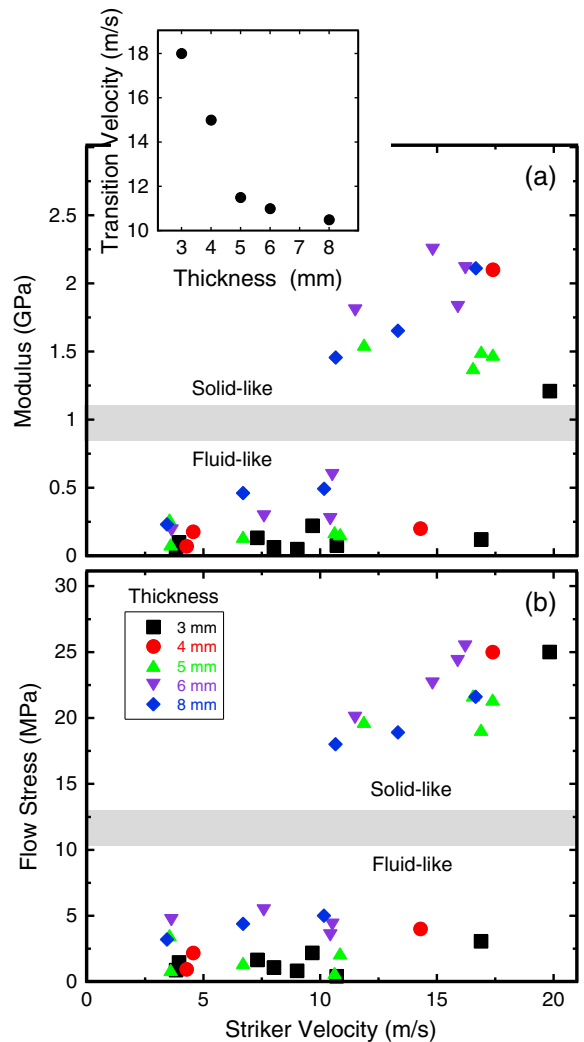 18
16
14
12
10
Transition Velocity (m/s)
3 4 5 6 7 8
Thickness (mm)
(a)
2.5
2
1.5
1
0.5
0
Modulus (GPa)
Solid-like
Fluid-like
(b)
30
25
20
15
10
5
0
Flow Stress (MPa)
Thickness
3 mm
4 mm
5 mm
6 mm
8 mm
Solid-like
Fluid-like
0 5 10 15 20
Striker Velocity (m/s)